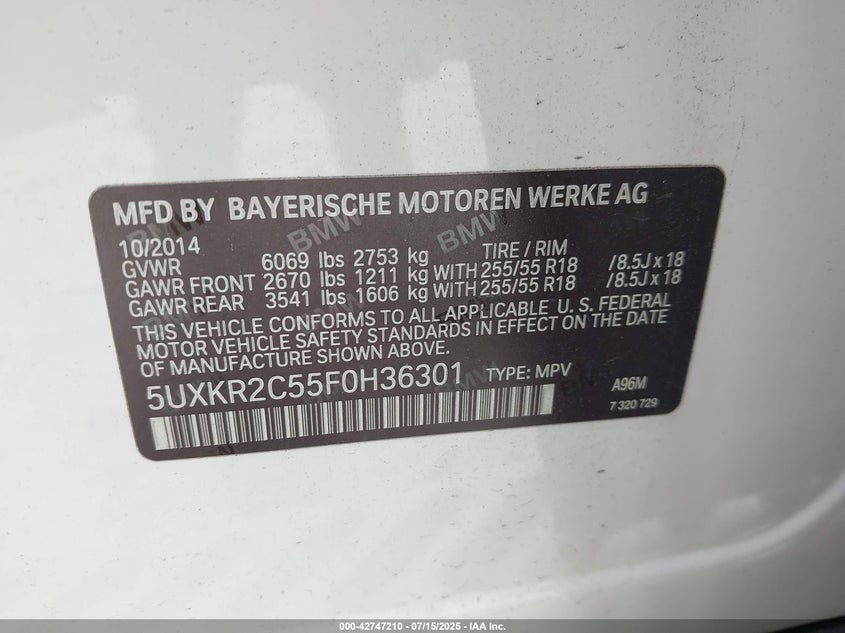 MFD BY BAYERISCHE MOTOREN WERKE AG
10/2014 TIRE / RIM
GVWR 6069 lbs 2753 kg
GAWR FRONT 2670 lbs 1211 kg WITH 255/55 R18 /8.5J x 18
GAWR REAR 3541 lbs 1606 kg WITH 255/55 R18 /8.5J x 18
THIS VEHICLE CONFORMS TO ALL APPLICABLE U.S. FEDERAL
MOTOR VEHICLE SAFETY STANDARDS IN EFFECT ON THE DATE
OF MANUFACTURE SHOWN ABOVE.
5UXKR2C55F0H36301 TYPE: MPV A96M
7 320 729
000-42747210 - 07/15/2025 - IAA Inc.